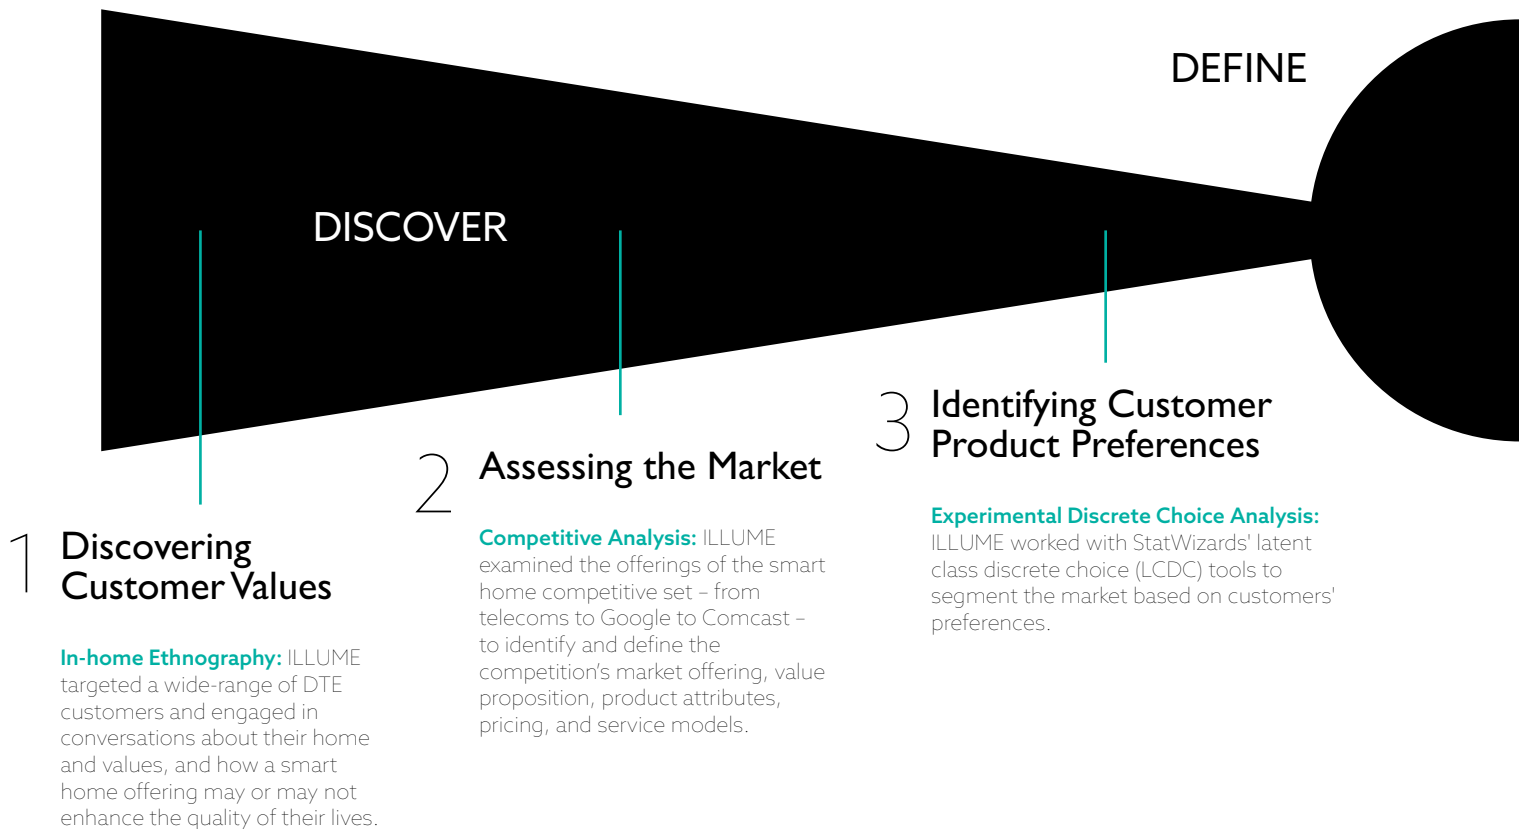 DEFINE
DISCOVER
1 Discovering
Customer Values
In-home Ethnography: ILLUME
targeted a wide-range of DTE
customers and engaged in
conversations about their home
and values, and how a smart
home offering may or may not
enhance the quality of their lives.
2 Assessing the Market
Competitive Analysis: ILLUME
examined the offerings of the smart
home competitive set – from
telecoms to Google to Comcast –
to identify and define the
competition’s market offering, value
proposition, product attributes,
pricing, and service models.
3 Identifying Customer
Product Preferences
Experimental Discrete Choice Analysis:
ILLUME worked with StatWizards' latent
class discrete choice (LCDC) tools to
segment the market based on customers'
preferences.